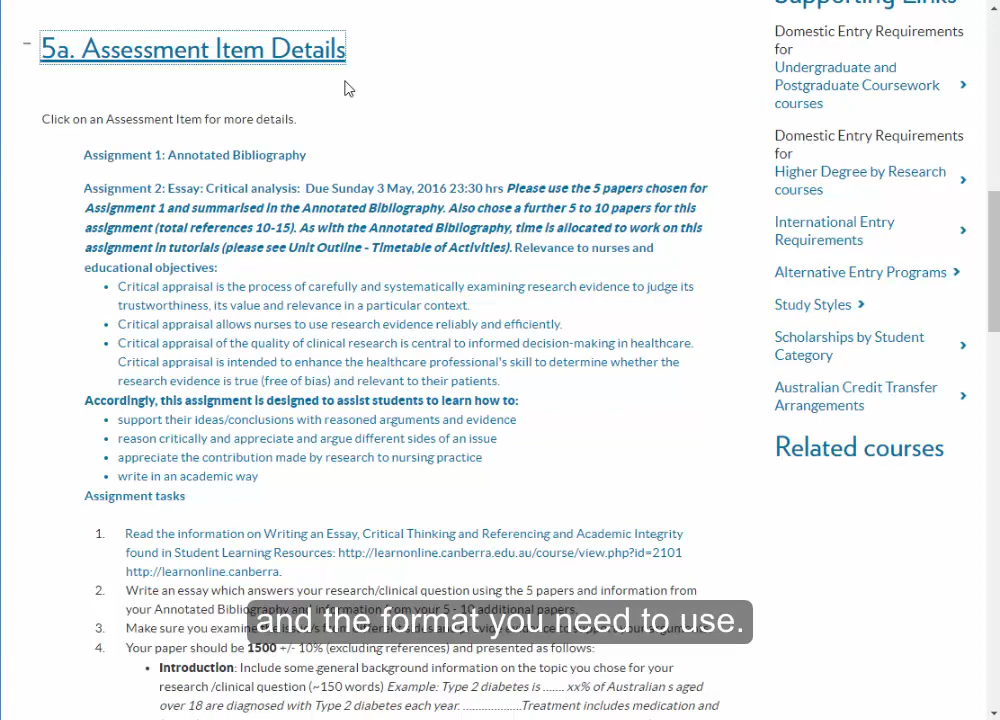 5a. Assessment Item Details
Click on an Assessment Item for more details.
Assignment 1: Annotated Bibliography
Assignment 2: Essay: Critical analysis: Due Sunday 3 May, 2016 23:30 hrs Please use the 5 papers chosen for
Assignment 1 and summarised in the Annotated Bibliography. Also chose a further 5 to 10 papers for this
assignment (total references 10-15). As with the Annotated Bibliography, time is allocated to work on this
assignment in tutorials (please see Unit Outline - Timetable of Activities). Relevance to nurses and
educational objectives:
• Critical appraisal is the process of carefully and systematically examining research evidence to judge its
trustworthiness, its value and relevance in a particular context.
• Critical appraisal allows nurses to use research evidence reliably and efficiently.
• Critical appraisal of the quality of clinical research is central to informed decision-making in healthcare.
Critical appraisal is intended to enhance the healthcare professional's skill to determine whether the
research evidence is true (free of bias) and relevant to their patients.
Accordingly, this assignment is designed to assist students to learn how to:
• support their ideas/conclusions with reasoned arguments and evidence
• reason critically and appreciate and argue different sides of an issue
• appreciate the contribution made by research to nursing practice
• write in an academic way
Assignment tasks
1. Read the information on Writing an Essay, Critical Thinking and Referencing and Academic Integrity
found in Student Learning Resources: http://learnonline.canberra.edu.au/course/view.php?id=2101
http://learnonline.canberra.
2. Write an essay which answers your research/clinical question using the 5 papers and information from
your Annotated Bibliography and information from your 5 - 10 additional papers.
3. Make sure you examine
4. Your paper should be 1500 +/- 10% (excluding references) and presented as follows:
• Introduction: Include some general background information on the topic you chose for your
research /clinical question (~150 words) Example: Type 2 diabetes is ....... xx% of Australian s aged
over 18 are diagnosed with Type 2 diabetes each year. ...................Treatment includes medication and
and the format you need to use.
Supporting Links
Domestic Entry Requirements
for
Undergraduate and
Postgraduate Coursework
courses
Domestic Entry Requirements
for
Higher Degree by Research
courses
International Entry
Requirements
Alternative Entry Programs
Study Styles
Scholarships by Student
Category
Australian Credit Transfer
Arrangements
Related courses